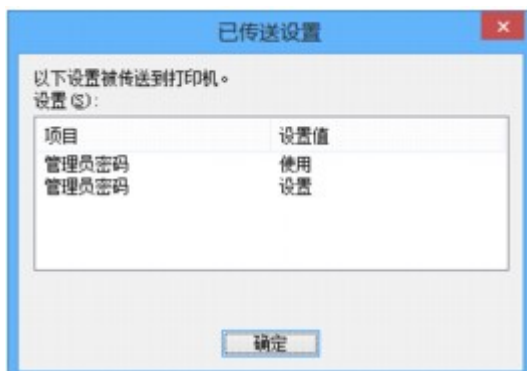 已传送设置
以下设置被传送到打印机。
设置(S):
项目 设置值
管理员密码 使用
管理员密码 设置
确定